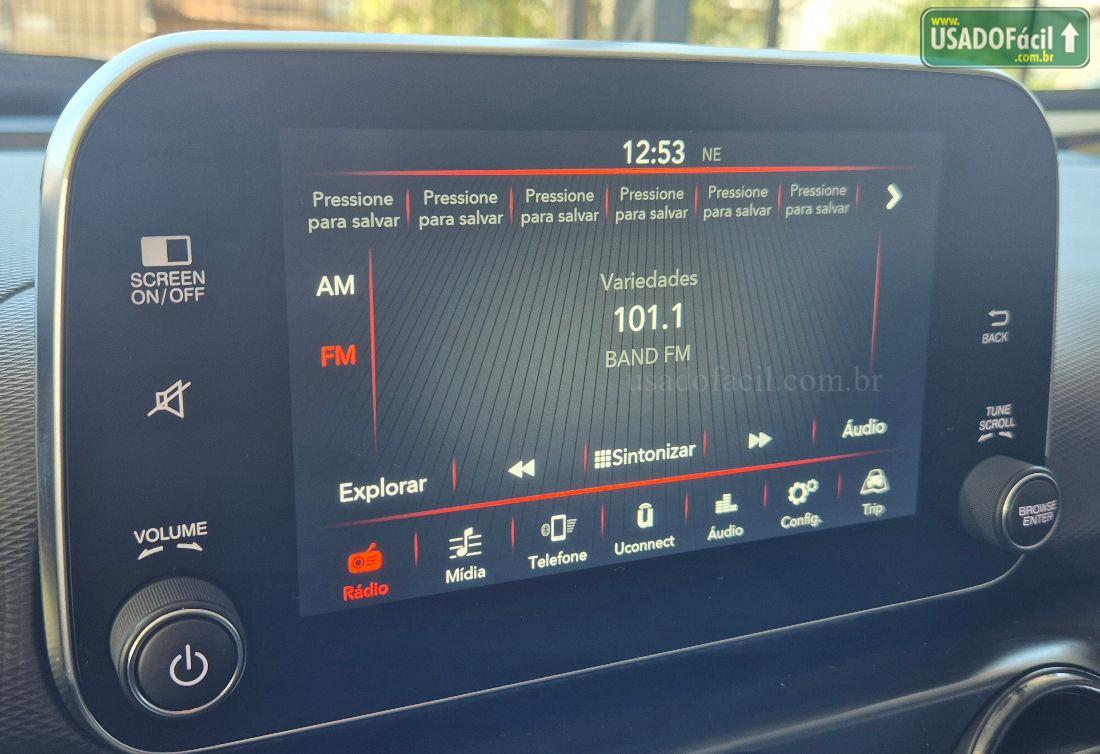 www.
USADOFácil
.com.br
12:53 NE
Pressione para salvar
Pressione para salvar
Pressione para salvar
Pressione para salvar
Pressione para salvar
Pressione para salvar
SCREEN
ON/OFF
AM
FM
Variedades
101.1
BAND FM
usadofacil.com.br
BACK
TUNE
SCROLL
Explorar
Sintonizar
Áudio
VOLUME
Rádio
Mídia
Telefone
Uconnect
Áudio
Config.
Trip
BROWSE
ENTER